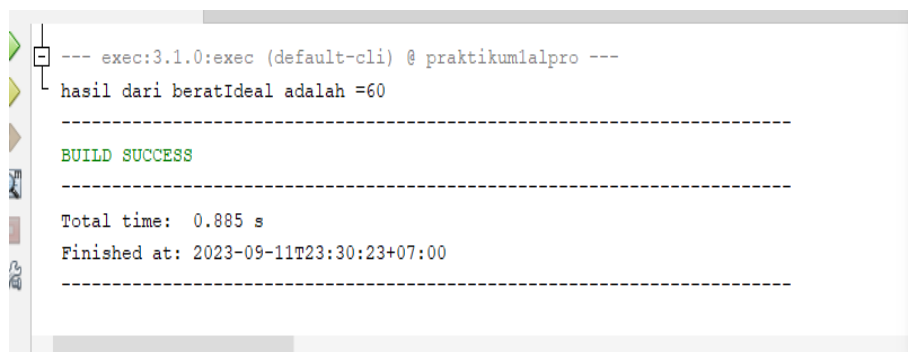 --- exec:3.1.0:exec (default-cli) @ praktikum1alpro ---
hasil dari beratIdeal adalah =60
------------------------------------------------------------------------
BUILD SUCCESS
------------------------------------------------------------------------
Total time:  0.885 s
Finished at: 2023-09-11T23:30:23+07:00
------------------------------------------------------------------------